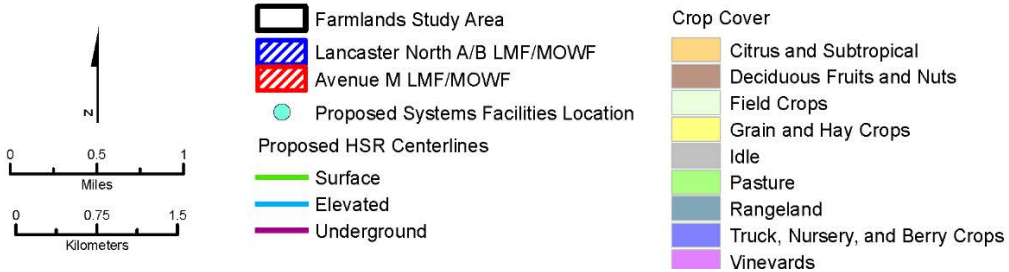 N
0 0.5 1
Miles
0 0.75 1.5
Kilometers
Farmlands Study Area
Lancaster North A/B LMF/MOWF
Avenue M LMF/MOWF
Proposed Systems Facilities Location
Proposed HSR Centerlines
Surface
Elevated
Underground
Crop Cover
Citrus and Subtropical
Deciduous Fruits and Nuts
Field Crops
Grain and Hay Crops
Idle
Pasture
Rangeland
Truck, Nursery, and Berry Crops
Vineyards